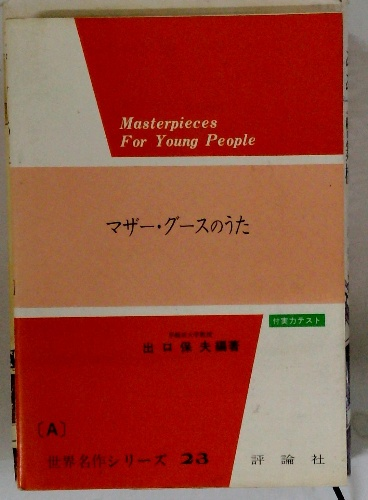 Masterpieces
For Young People
マザー・グースのうた
付実力テスト
出口保夫編著
〔A〕
世界名作シリーズ 23
評論社